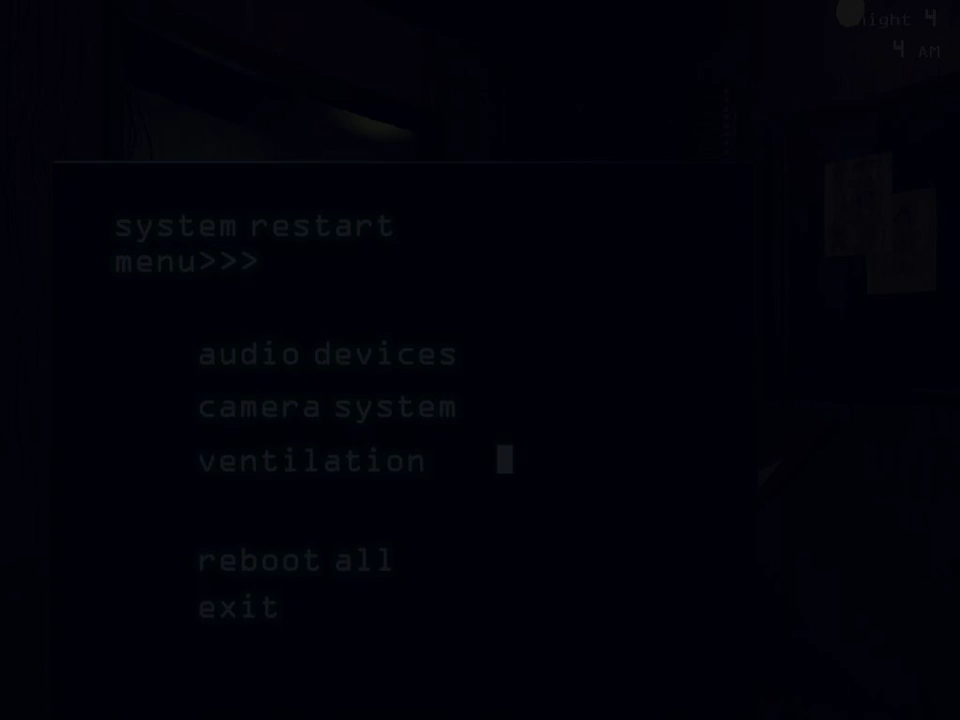 night 4
4 AM
system restart
menu>>>
audio devices
camera system
ventilation
reboot all
exit